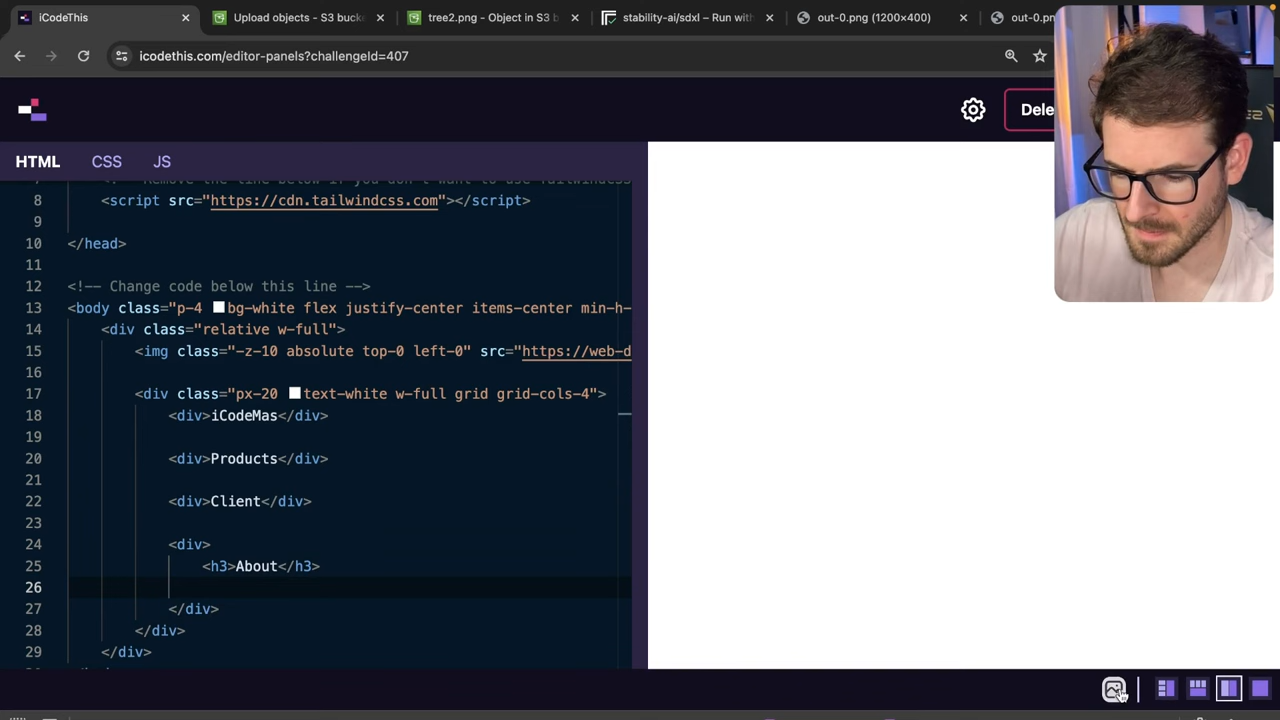 iCodeThis
Upload objects - S3 buck
tree2.png - Object in S3 b
stability-ai/sdxl – Run with
out-0.png (1200×400)
out-0.pn
icodethis.com/editor-panels?challengeId=407
Dele
HTML CSS JS
8 <script src="https://cdn.tailwindcss.com"></script>
9
10 </head>
11
12 <!-- Change code below this line -->
13 <body class="p-4 bg-white flex justify-center items-center min-h-
14 <div class="relative w-full">
15 <img class="-z-10 absolute top-0 left-0" src="https://web-d
16
17 <div class="px-20 text-white w-full grid grid-cols-4">
18 <div>iCodeMas</div>
19
20 <div>Products</div>
21
22 <div>Client</div>
23
24 <div>
25 <h3>About</h3>
26
27 </div>
28 </div>
29 </div>